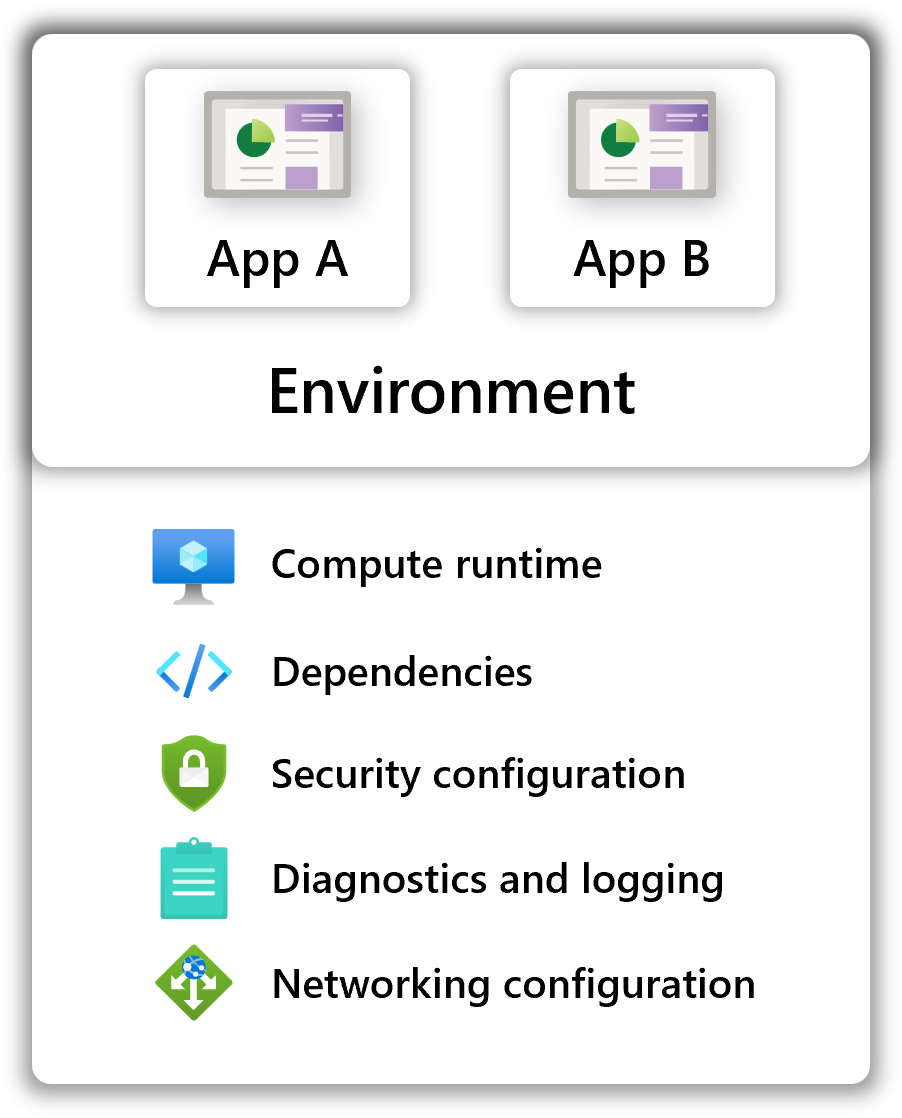 App A
App B
Environment
Compute runtime
Dependencies
Security configuration
Diagnostics and logging
Networking configuration